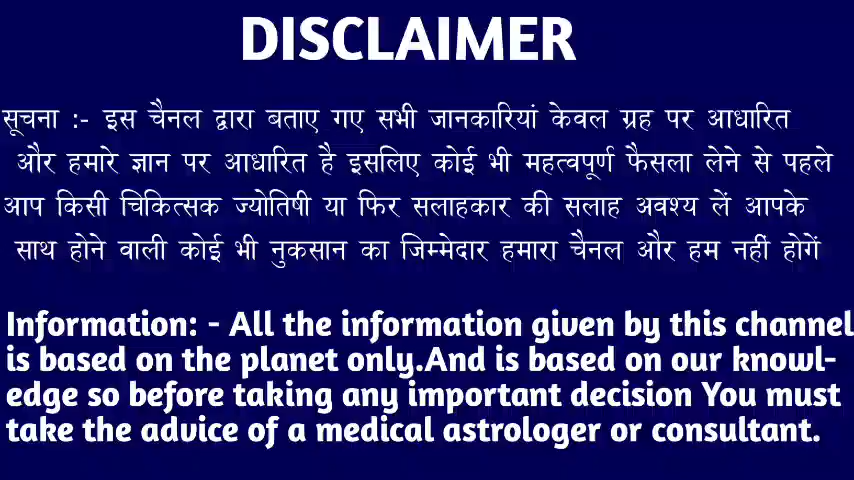 DISCLAIMER
सूचना :- इस चैनल द्वारा बताए गए सभी जानकारियां केवल ग्रह पर आधारित
और हमारे ज्ञान पर आधारित है इसलिए कोई भी महत्वपूर्ण फैसला लेने से पहले
आप किसी चिकित्सक ज्योतिषी या फिर सलाहकार की सलाह अवश्य लें आपके
साथ होने वाली कोई भी नुकसान का जिम्मेदार हमारा चैनल और हम नहीं होगें
Information: - All the information given by this channel
is based on the planet only.And is based on our knowl-
edge so before taking any important decision You must
take the advice of a medical astrologer or consultant.